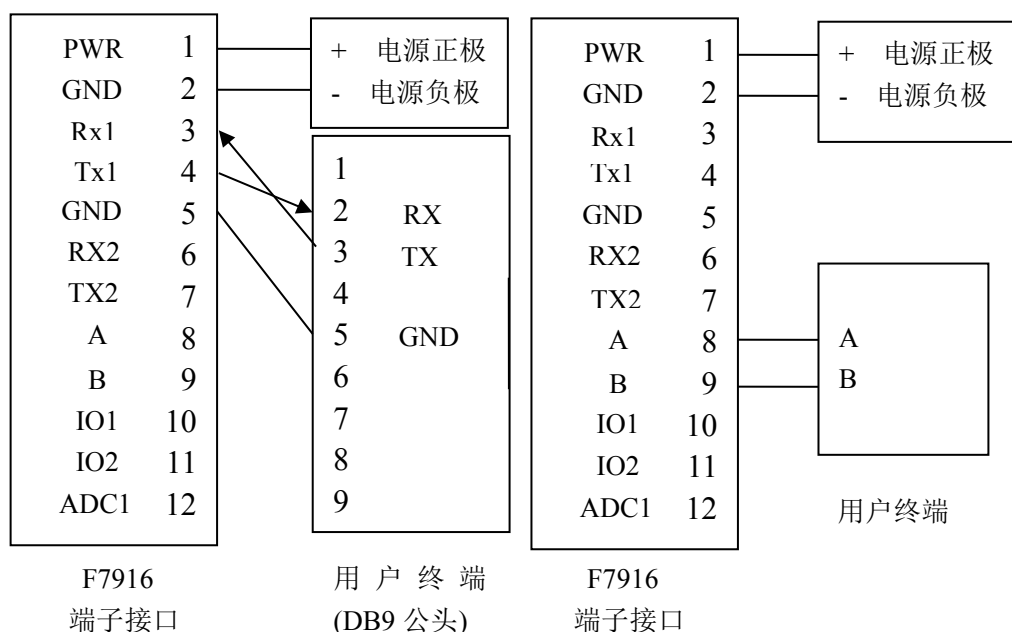 PWR 1
GND 2
Rx1 3
Tx1 4
GND 5
RX2 6
TX2 7
A 8
B 9
IO1 10
IO2 11
ADC1 12
F7916
端子接口
+ 电源正极
- 电源负极
1
2 RX
3 TX
4
5 GND
6
7
8
9
用户终端
(DB9 公头)
PWR 1
GND 2
Rx1 3
Tx1 4
GND 5
RX2 6
TX2 7
A 8
B 9
IO1 10
IO2 11
ADC1 12
F7916
端子接口
+ 电源正极
- 电源负极
A
B
用户终端